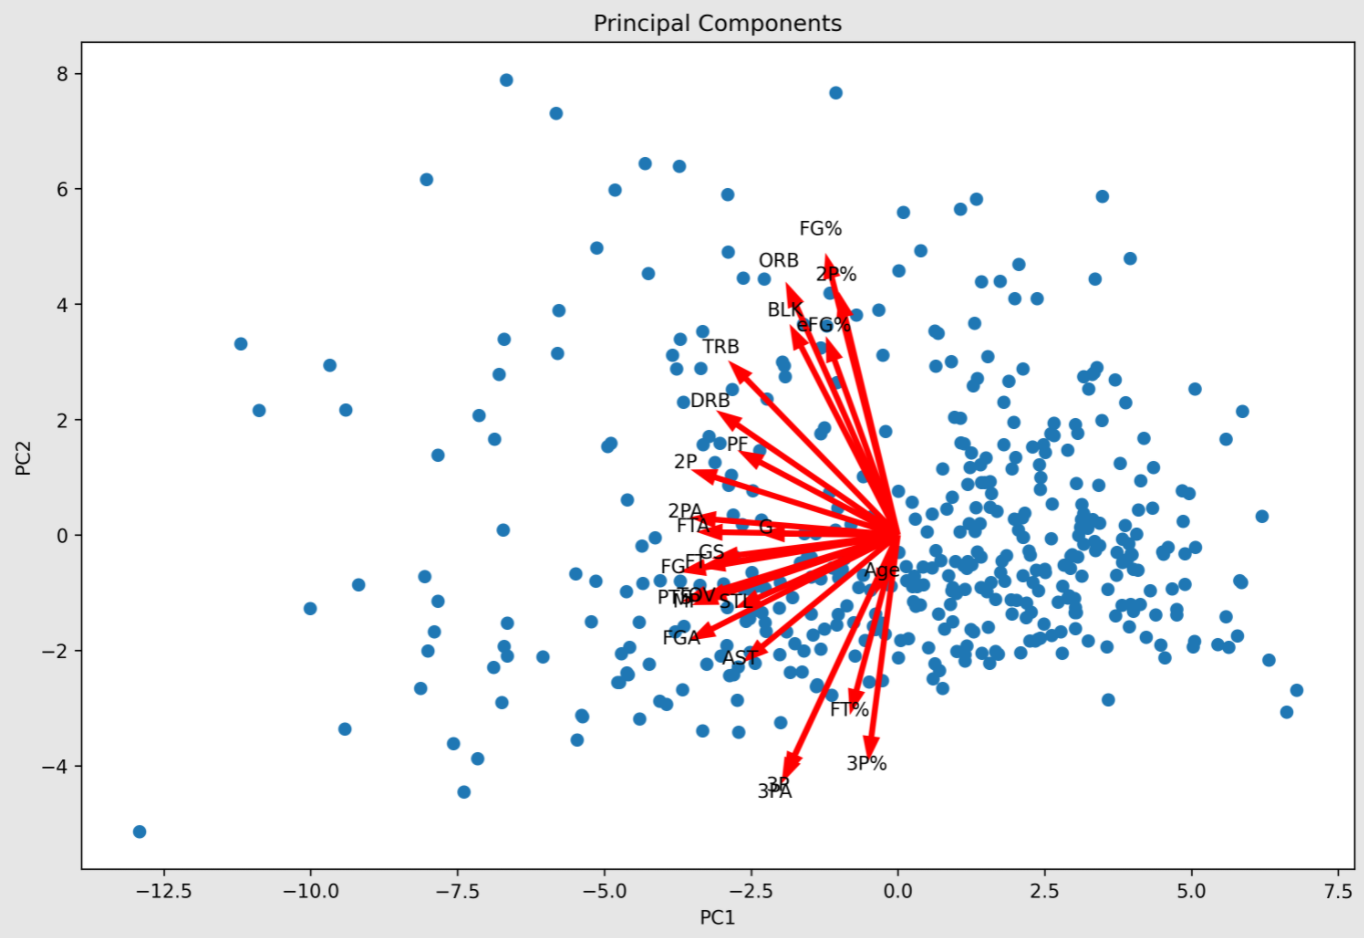 Principal Components
8
6
4
2
0
−2
−4
PC2
FG%
ORB
2P%
BLK
eFG%
TRB
DRB
PF
2P
2PA
FTA
G
GS
FT
FG
Age
PTS
TOV
MP
STL
FGA
AST
FT%
3P%
3P
3PA
−12.5 −10.0 −7.5 −5.0 −2.5 0.0 2.5 5.0 7.5
PC1